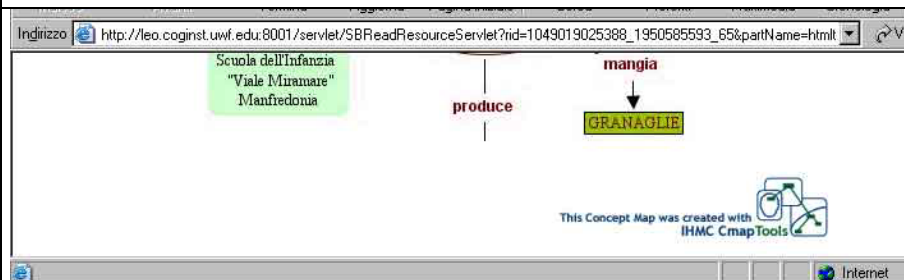 Indirizzo http://leo.coginst.uwf.edu:8001/servlet/SBReadResourceServlet?rid=1049019025388_1950585593_65&partName=htmlt
Scuola dell'Infanzia
"Viale Miramare"
Manfredonia
produce
mangia
GRANAGLIE
This Concept Map was created with
IHMC CmapTools
Internet